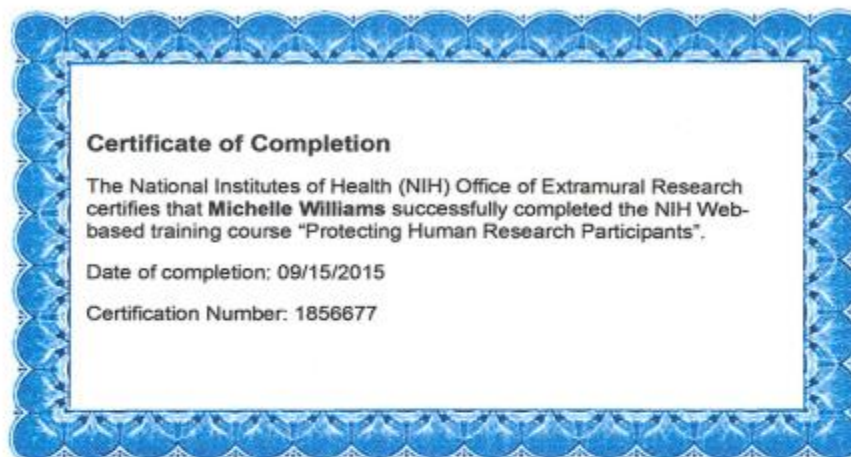 Certificate of Completion
The National Institutes of Health (NIH) Office of Extramural Research
certifies that Michelle Williams successfully completed the NIH Web-
based training course “Protecting Human Research Participants”.
Date of completion: 09/15/2015
Certification Number: 1856677